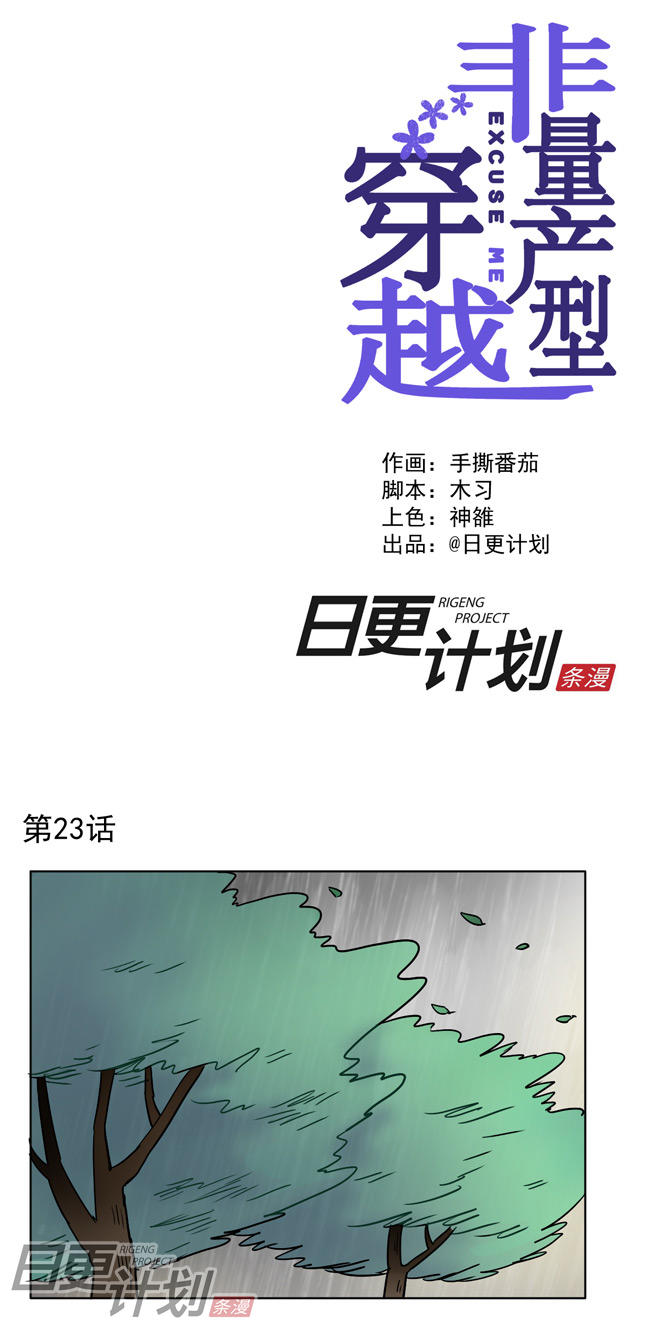 非量产型
EXCUSE ME
穿越
作画：手撕番茄
脚本：木习
上色：神雒
出品：@日更计划
日更计划
RIGENG
PROJECT
条漫
第23话
日更计划
RIGENG
PROJECT
条漫